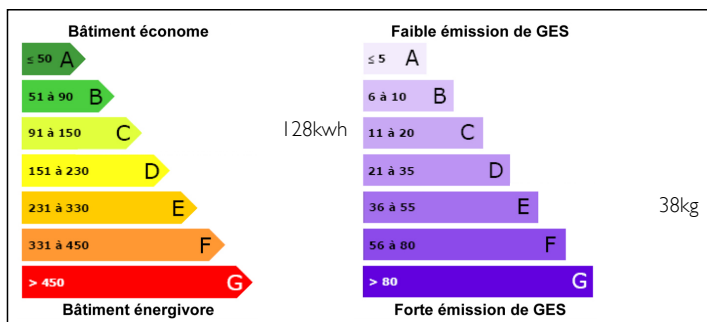 Bâtiment économe
≤ 50 A
51 à 90 B
91 à 150 C
128kwh
151 à 230 D
231 à 330 E
331 à 450 F
> 450 G
Bâtiment énergivore
Faible émission de GES
≤ 5 A
6 à 10 B
11 à 20 C
21 à 35 D
36 à 55 E
38kg
56 à 80 F
> 80 G
Forte émission de GES